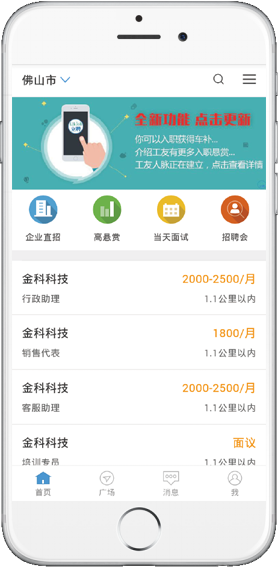 佛山市
全新功能 点击更新
你可以入职获得车补...
介绍工友有更多入职悬赏...
工友人脉正在建立，点击查看详情
企业直招
高悬赏
当天面试
招聘会
金科科技
2000-2500/月
行政助理
1.1公里以内
金科科技
1800/月
销售代表
1.1公里以内
金科科技
2000-2500/月
客服助理
1.1公里以内
金科科技
面议
培训专员
1.1公里以内
首页
广场
消息
我